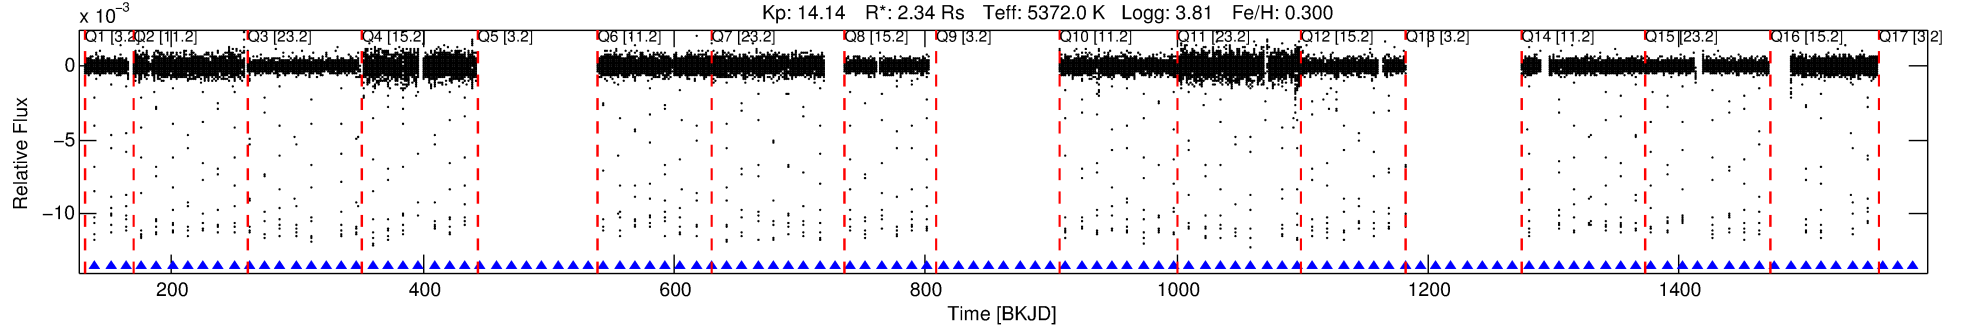 Kp: 14.14 R*: 2.34 Rs Teff: 5372.0 K Logg: 3.81 Fe/H: 0.300
x 10⁻³
Q1 [3.2] Q2 [11.2] Q3 [23.2] Q4 [15.2] Q5 [3.2] Q6 [11.2] Q7 [23.2] Q8 [15.2] Q9 [3.2] Q10 [11.2] Q11 [23.2] Q12 [15.2] Q13 [3.2] Q14 [11.2] Q15 [23.2] Q16 [15.2] Q17 [3.2]
0
−5
−10
Relative Flux
200 400 600 800 1000 1200 1400
Time [BKJD]